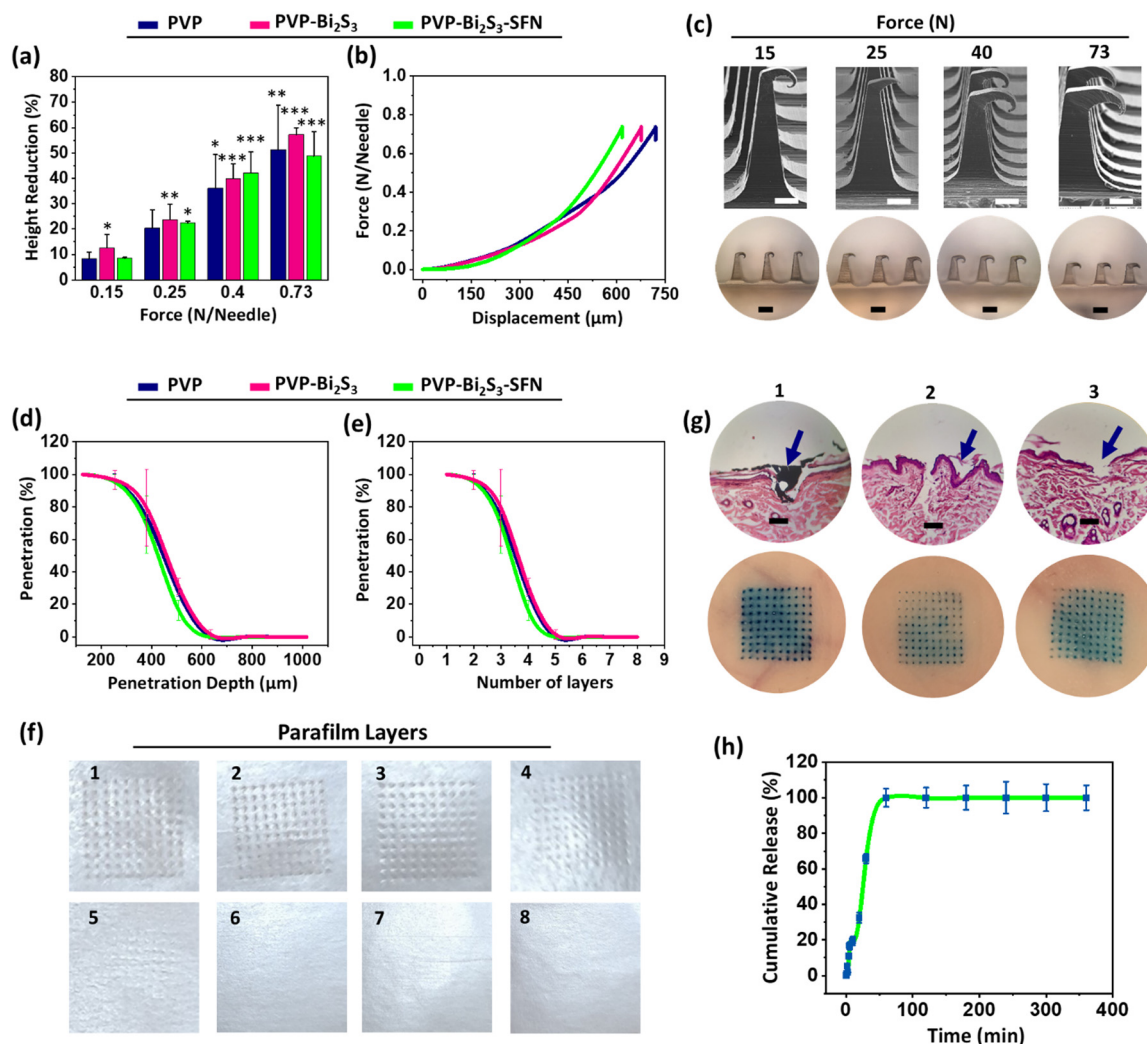 PVP PVP-Bi₂S₃ PVP-Bi₂S₃-SFN
(a)
Height Reduction (%)
80
70
60
50
40
30
20
10
0
* ** * * *** *** ** *** ***
0.15 0.25 0.4 0.73
Force (N/Needle)
(b)
Force (N/Needle)
1.0
0.8
0.6
0.4
0.2
0.0
0 150 300 450 600 750
Displacement (µm)
(c)
Force (N)
15 25 40 73
PVP PVP-Bi₂S₃ PVP-Bi₂S₃-SFN
(d)
Penetration (%)
120
100
80
60
40
20
0
200 400 600 800 1000
Penetration Depth (µm)
(e)
Penetration (%)
120
100
80
60
40
20
0
0 1 2 3 4 5 6 7 8 9
Number of layers
(g)
1 2 3
(f)
Parafilm Layers
1 2 3 4
5 6 7 8
(h)
Cumulative Release (%)
120
100
80
60
40
20
0
0 100 200 300 400
Time (min)